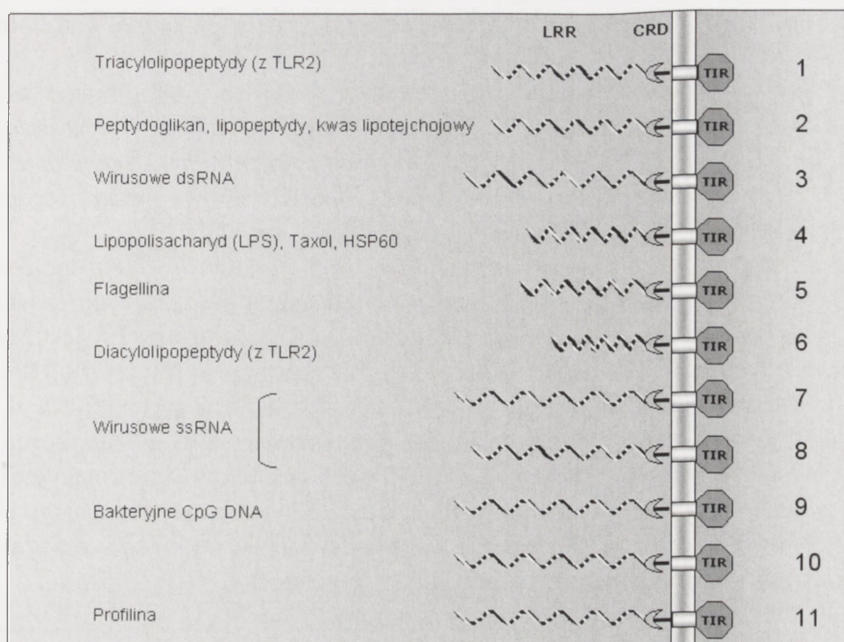 LRR CRD
Triacylolipopeptydy (z TLR2) TIR 1
Peptydoglikan, lipopeptydy, kwas lipotejchojowy TIR 2
Wirusowe dsRNA TIR 3
Lipopolisacharyd (LPS), Taxol, HSP60 TIR 4
Flagellina TIR 5
Diacylolipopeptydy (z TLR2) TIR 6
TIR 7
Wirusowe ssRNA
TIR 8
Bakteryjne CpG DNA TIR 9
TIR 10
Profilina TIR 11